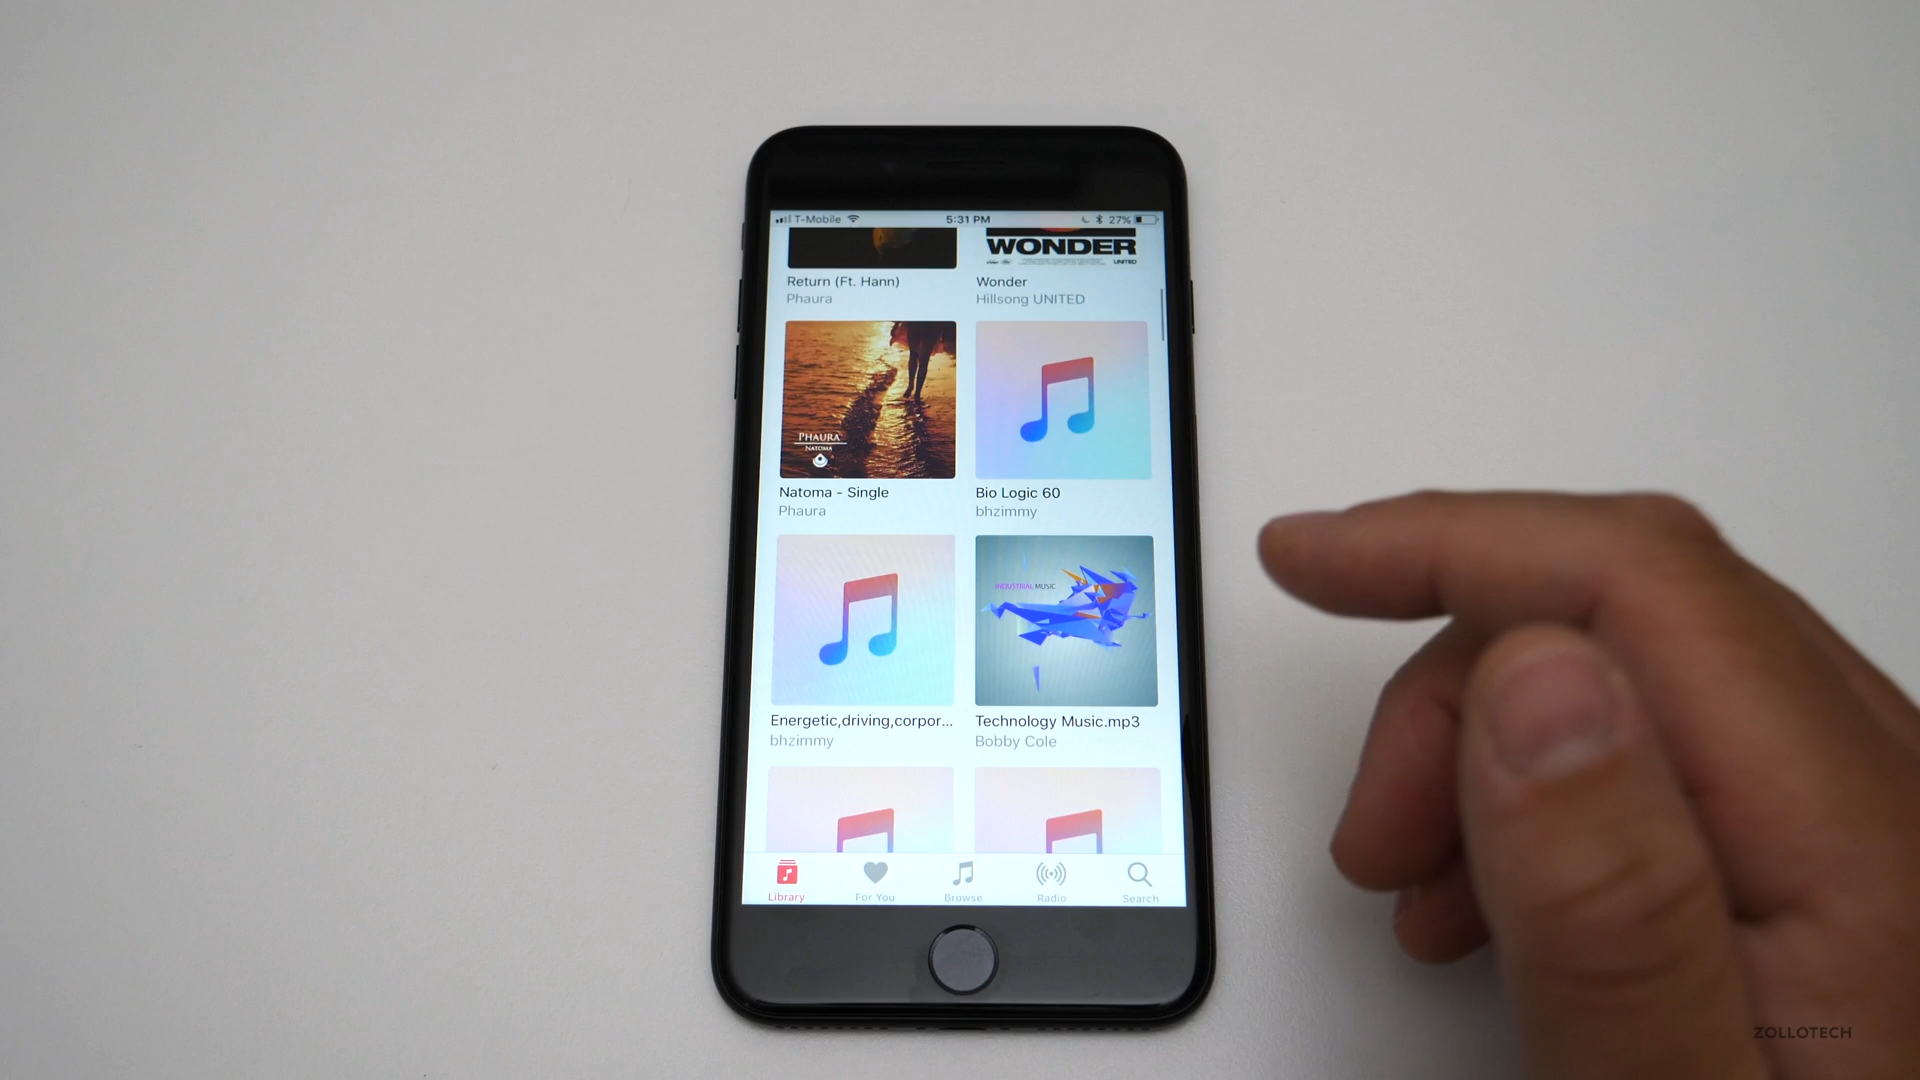 T-Mobile 5:31 PM 27%
WONDER
UNITED
Return (Ft. Hann) Wonder
Phaura Hillsong UNITED
PHAURA
NATOMA
Natoma - Single Bio Logic 60
Phaura bhzimmy
INDUSTRIAL MUSIC
Energetic,driving,corpor... Technology Music.mp3
bhzimmy Bobby Cole
Library For You Browse Radio Search
ZOLLOTECH